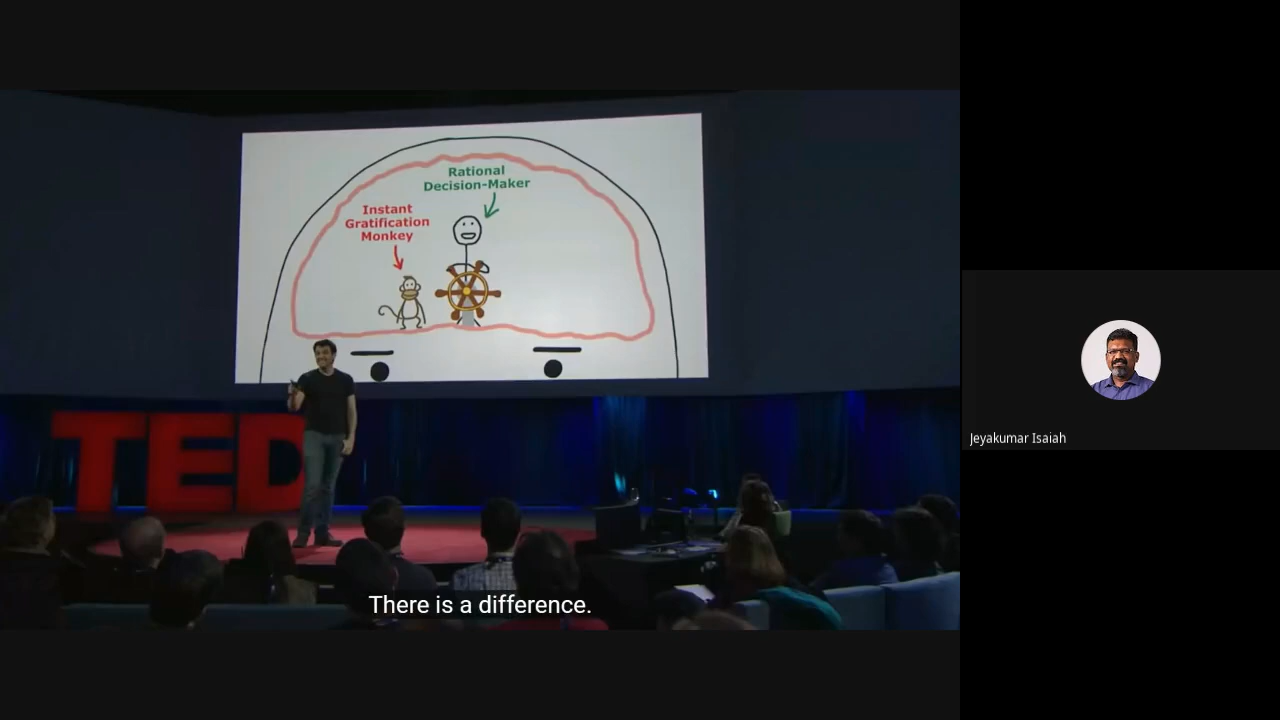 Rational
Decision-Maker
Instant
Gratification
Monkey
TED
There is a difference.
Jeyakumar Isaiah